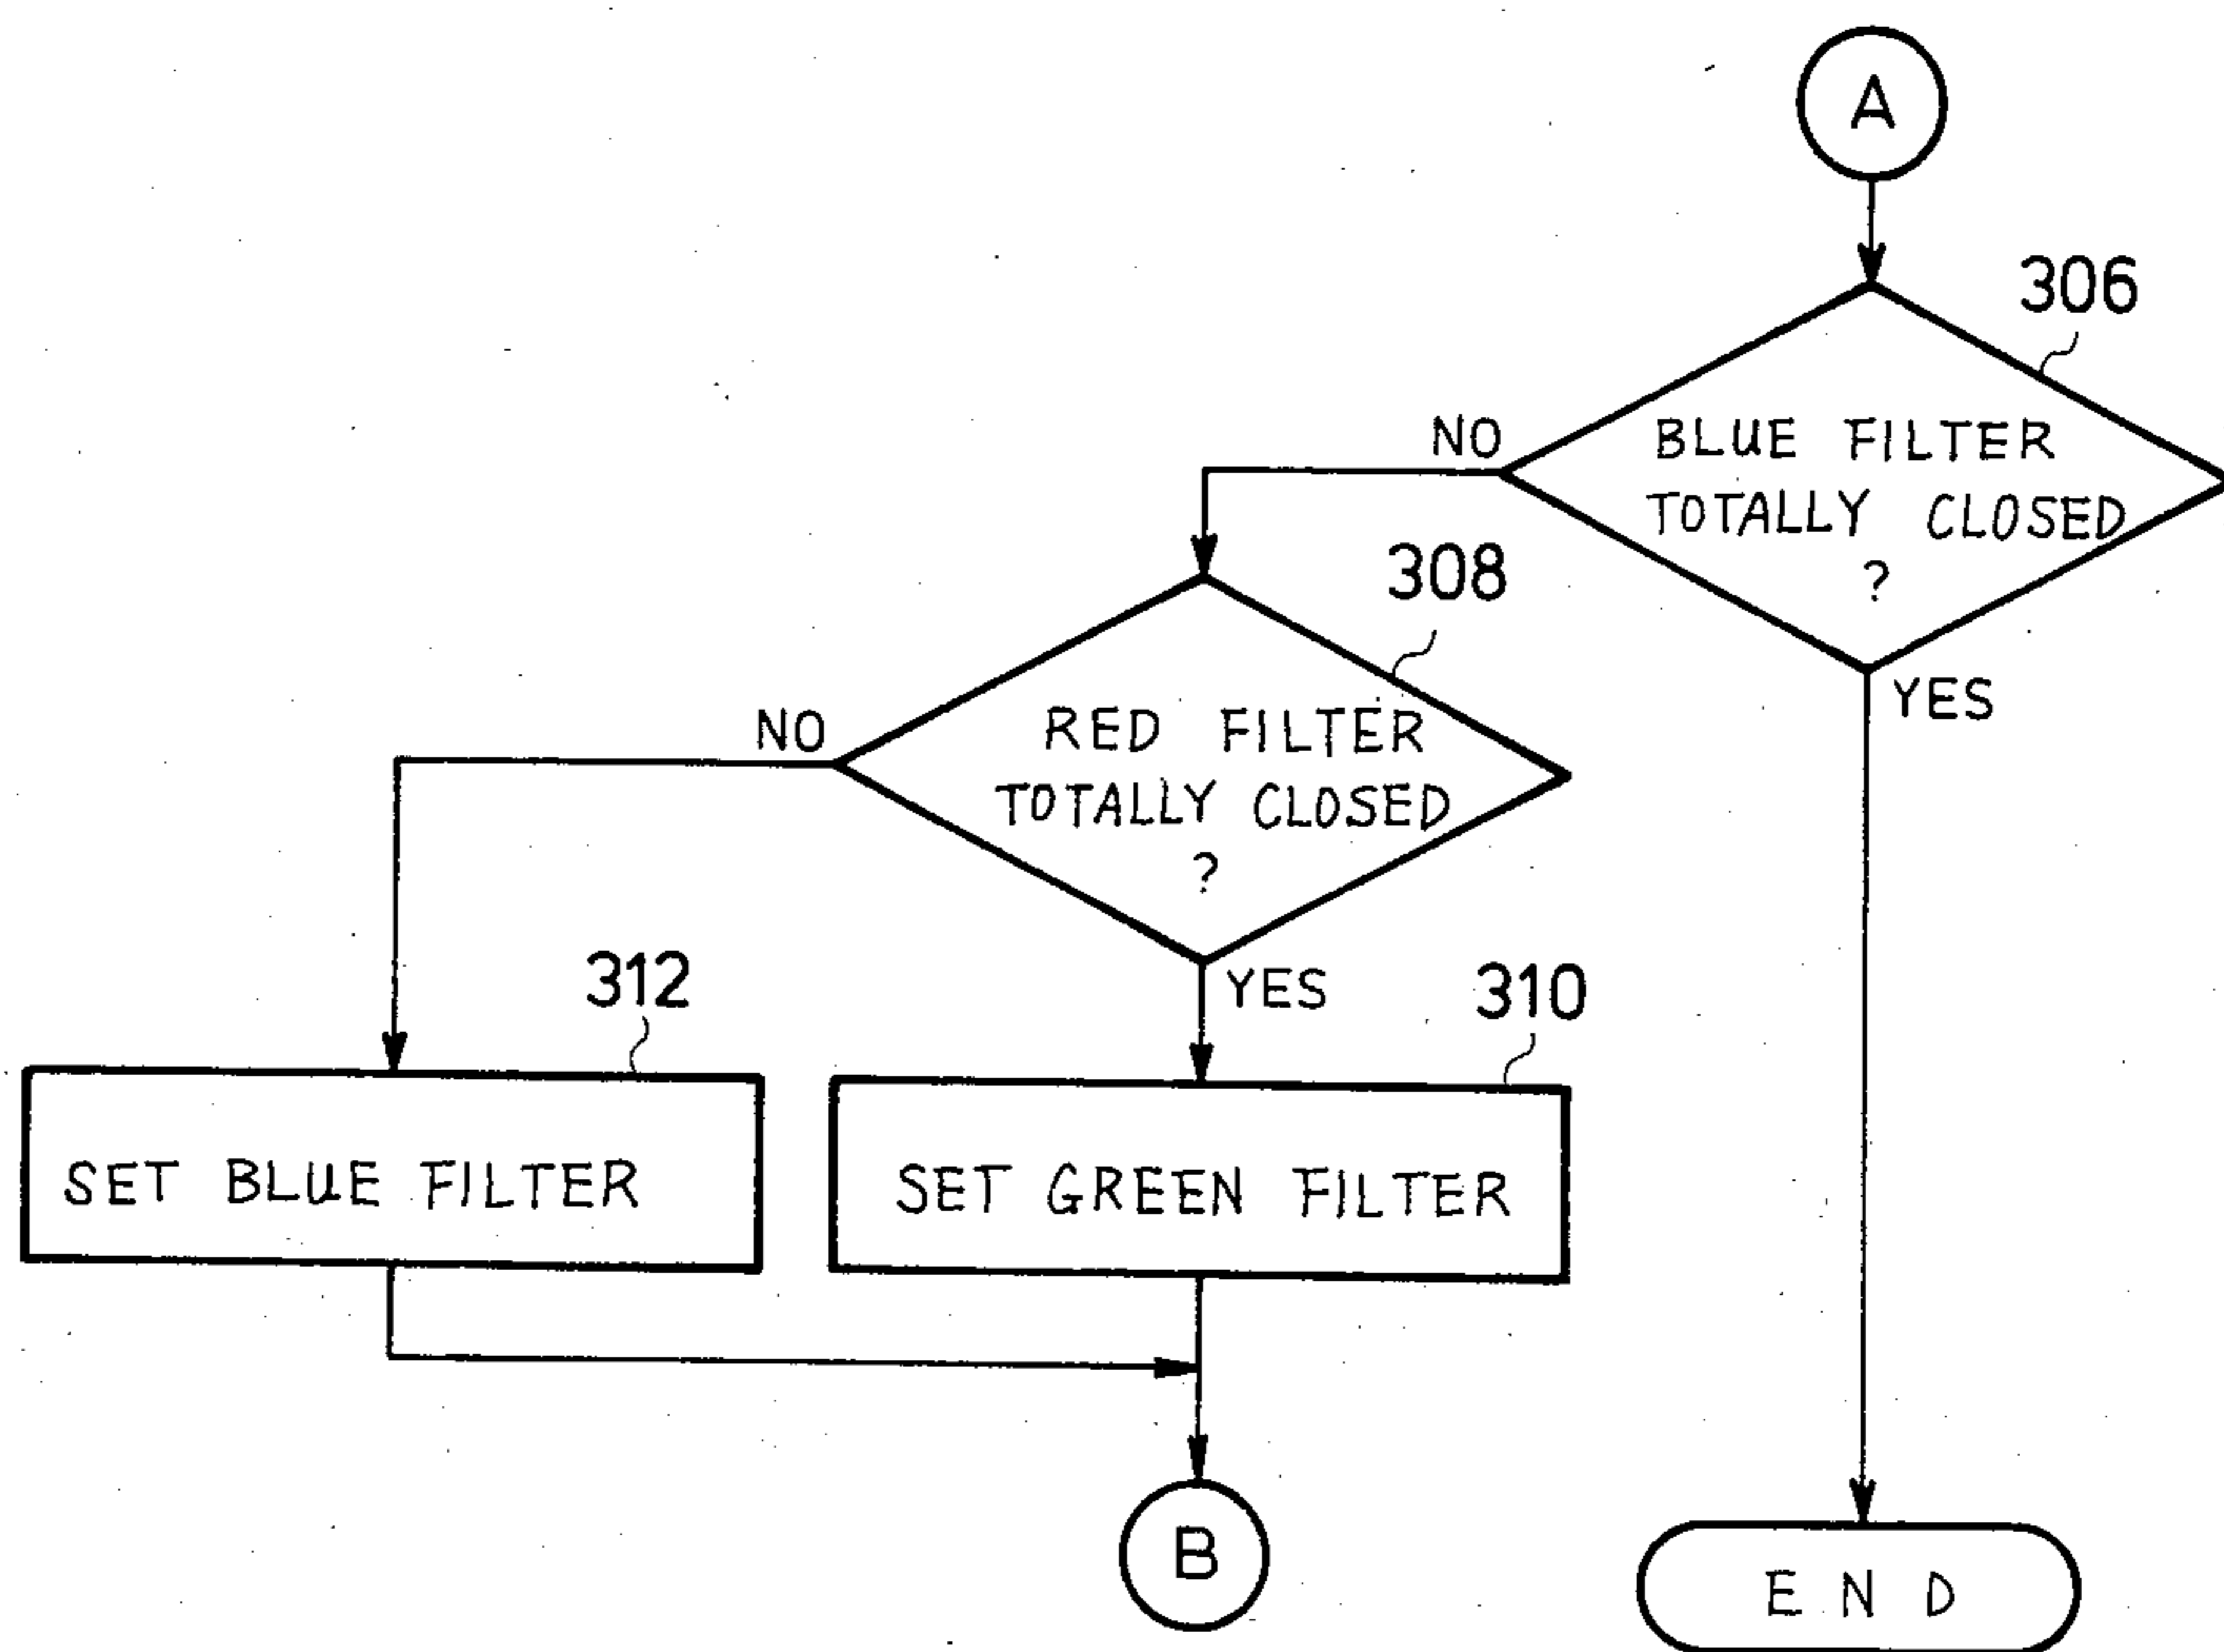 A
306
NO
BLUE FILTER
TOTALLY CLOSED
?
YES
308
NO
RED FILTER
TOTALLY CLOSED
?
YES
312
310
SET BLUE FILTER
SET GREEN FILTER
B
END